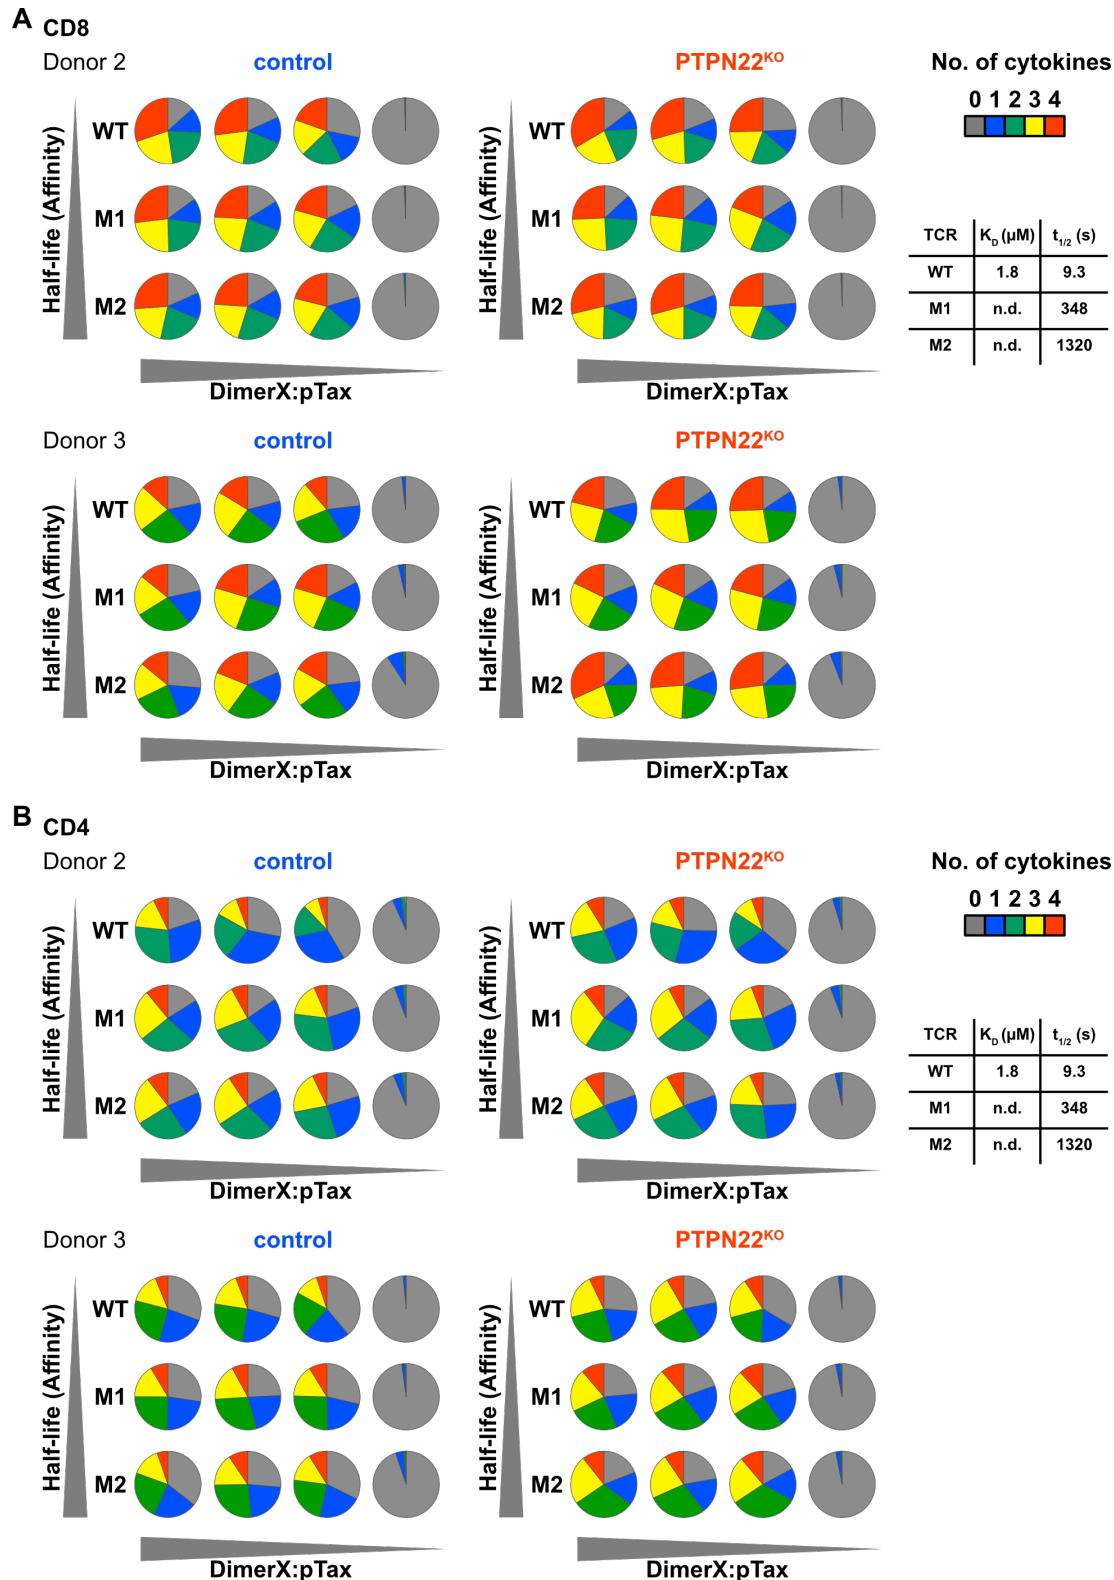 A
CD8
Donor 2 control PTPN22KO No. of cytokines
0 1 2 3 4
Half-life (Affinity)
WT
M1
M2
DimerX:pTax
Half-life (Affinity)
WT
M1
M2
DimerX:pTax
TCR KD (µM) t1/2 (s)
WT 1.8 9.3
M1 n.d. 348
M2 n.d. 1320
Donor 3 control PTPN22KO
Half-life (Affinity)
WT
M1
M2
DimerX:pTax
Half-life (Affinity)
WT
M1
M2
DimerX:pTax
B
CD4
Donor 2 control PTPN22KO No. of cytokines
0 1 2 3 4
Half-life (Affinity)
WT
M1
M2
DimerX:pTax
Half-life (Affinity)
WT
M1
M2
DimerX:pTax
TCR KD (µM) t1/2 (s)
WT 1.8 9.3
M1 n.d. 348
M2 n.d. 1320
Donor 3 control PTPN22KO
Half-life (Affinity)
WT
M1
M2
DimerX:pTax
Half-life (Affinity)
WT
M1
M2
DimerX:pTax